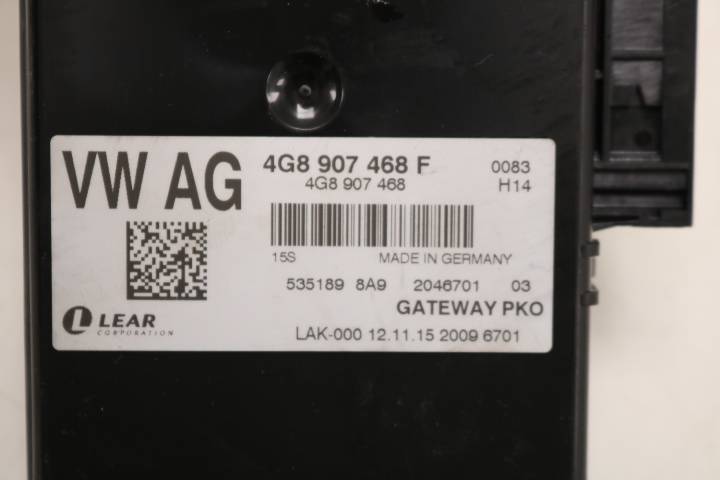 VW AG
4G8 907 468 F 0083
4G8 907 468 H14
15S MADE IN GERMANY
535189 8A9 2046701 03
GATEWAY PKO
L LEAR
CORPORATION
LAK-000 12.11.15 2009 6701